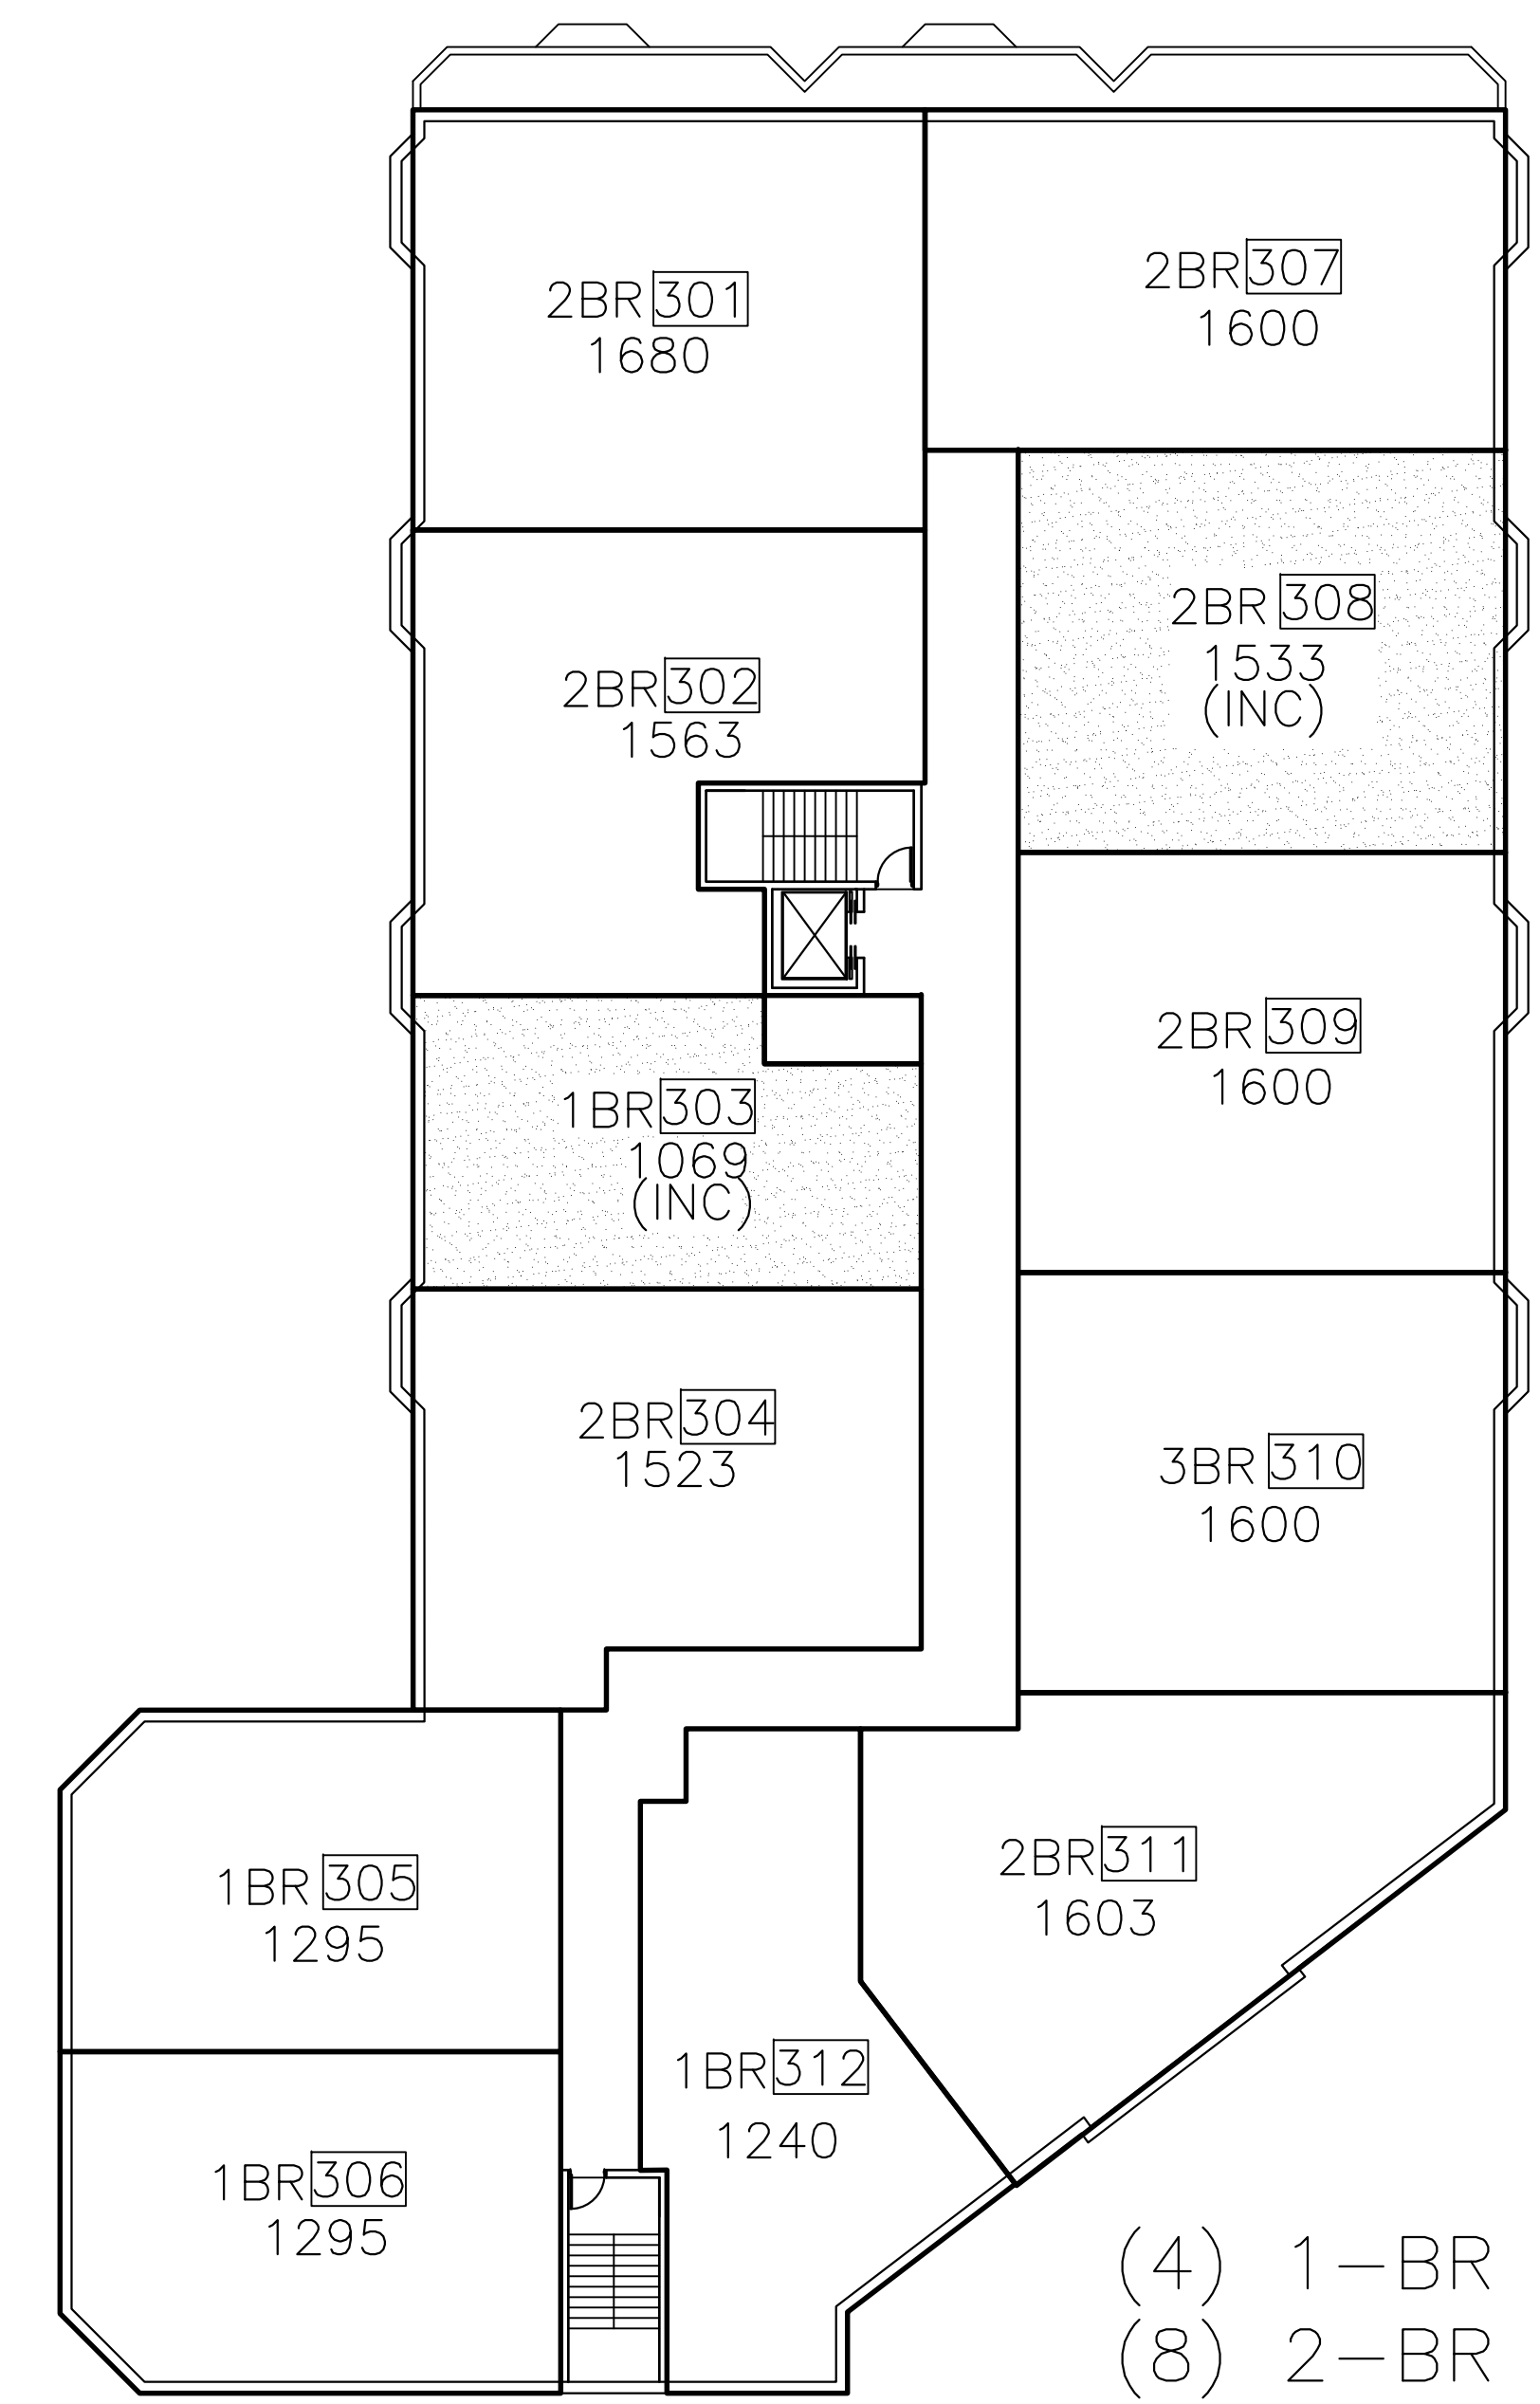 2BR 301
1680
2BR 307
1600
2BR 302
1563
2BR 308
1533
(INC)
1BR 303
1069
(INC)
2BR 309
1600
2BR 304
1523
3BR 310
1600
1BR 305
1295
2BR 311
1603
1BR 306
1295
1BR 312
1240
(4) 1-BR
(8) 2-BR